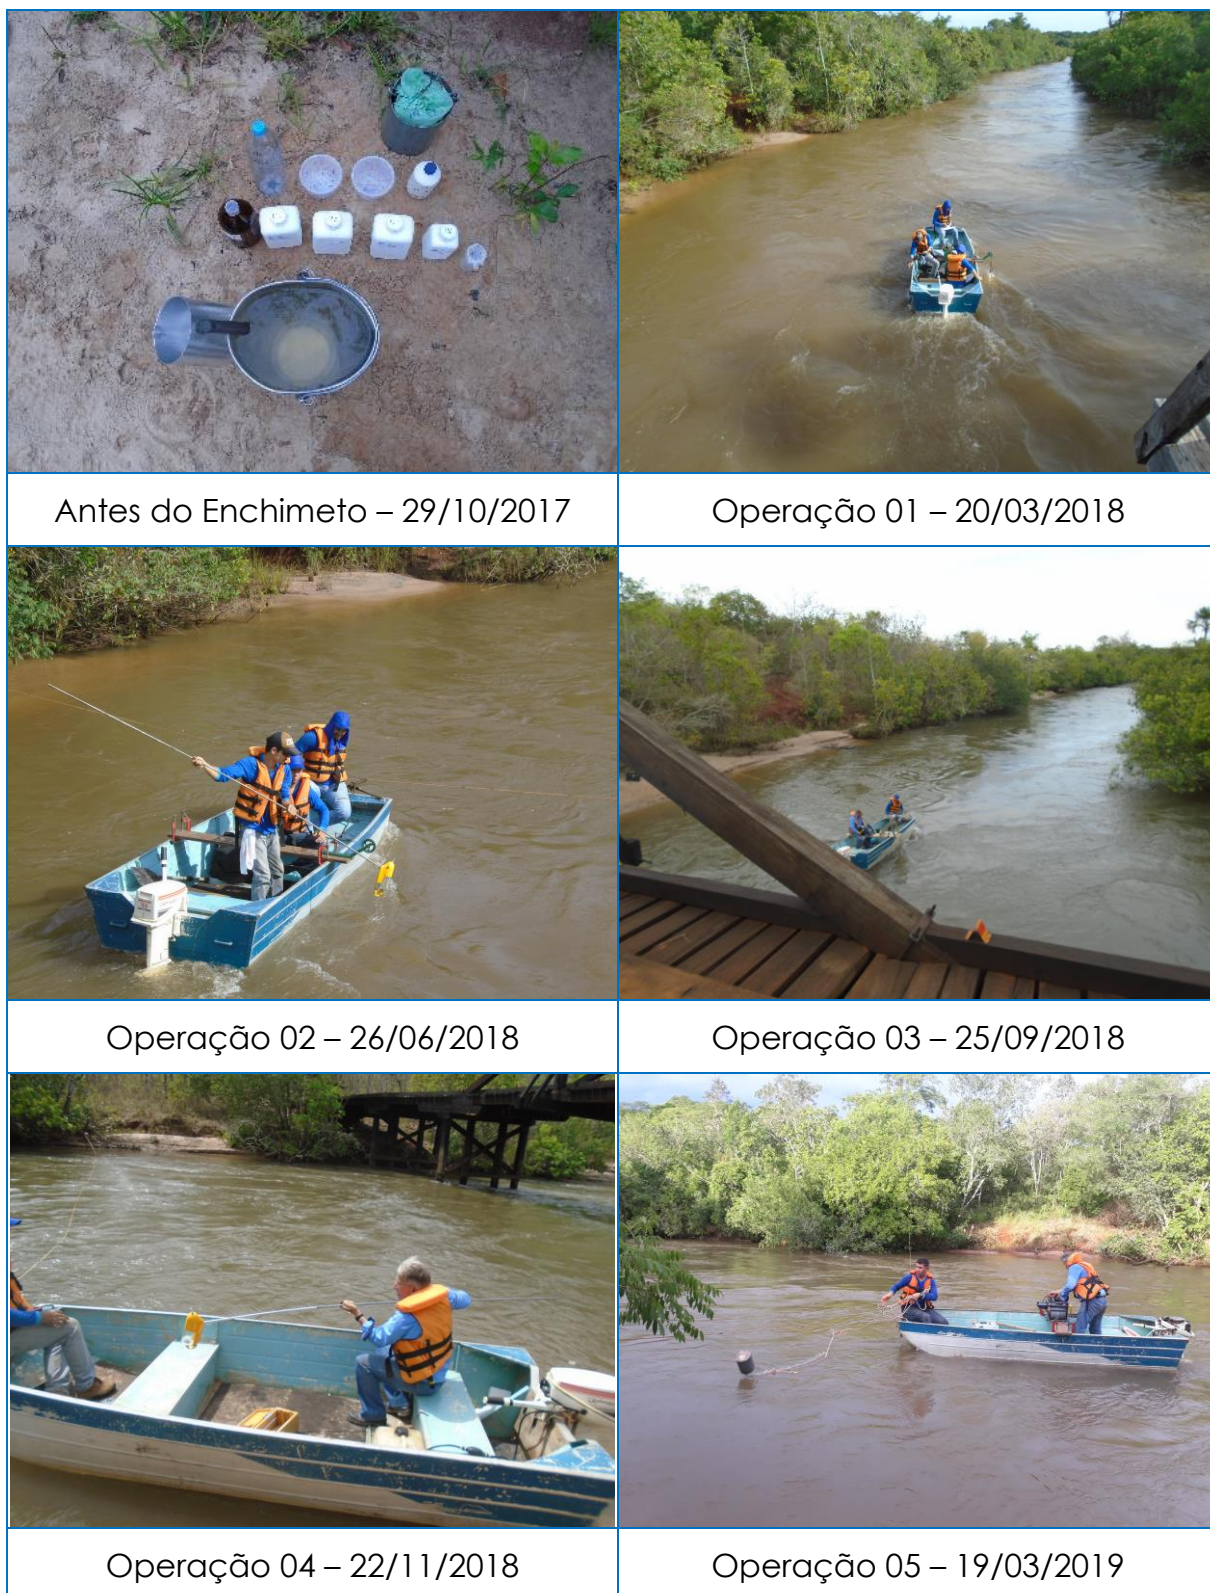 Antes do Enchimeto – 29/10/2017
Operação 01 – 20/03/2018
Operação 02 – 26/06/2018
Operação 03 – 25/09/2018
Operação 04 – 22/11/2018
Operação 05 – 19/03/2019